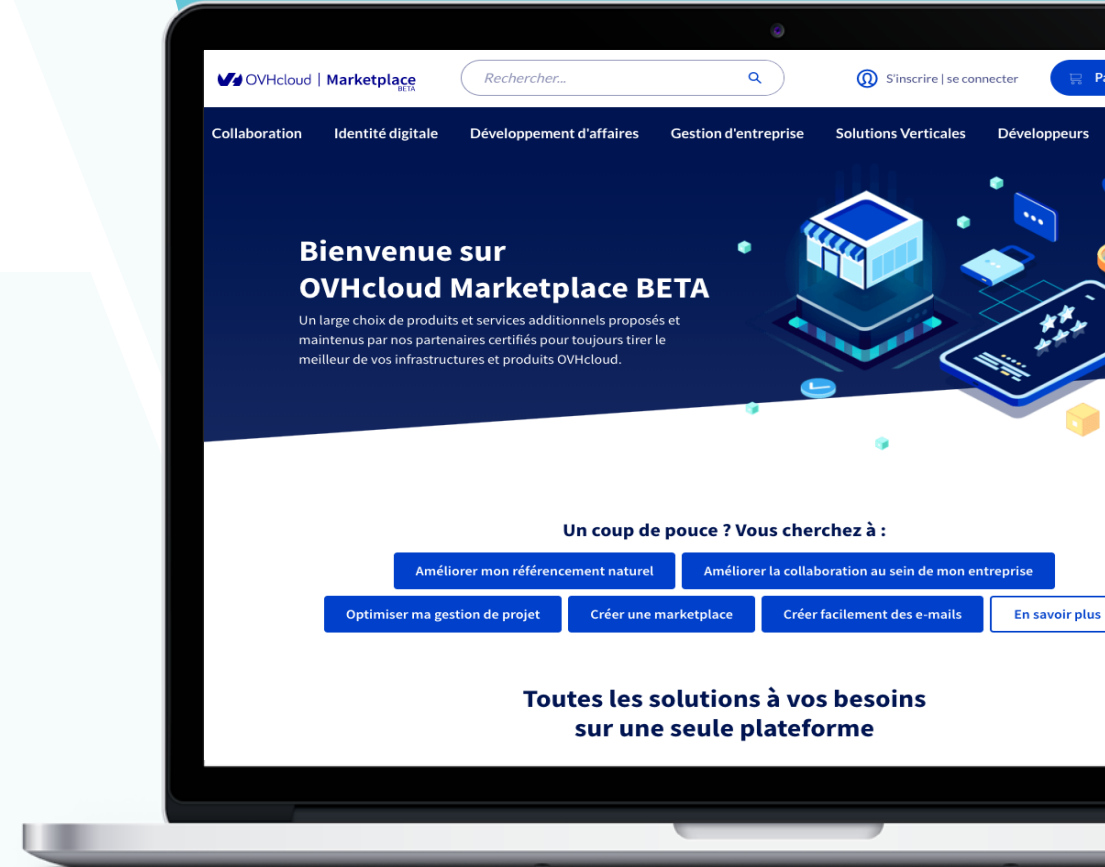 OVHcloud | Marketplace
BETA
Rechercher...
S'inscrire | se connecter
Collaboration Identité digitale Développement d'affaires Gestion d'entreprise Solutions Verticales Développeurs
Bienvenue sur
OVHcloud Marketplace BETA
Un large choix de produits et services additionnels proposés et
maintenus par nos partenaires certifiés pour toujours tirer le
meilleur de vos infrastructures et produits OVHcloud.
Un coup de pouce ? Vous cherchez à :
Améliorer mon référencement naturel Améliorer la collaboration au sein de mon entreprise
Optimiser ma gestion de projet Créer une marketplace Créer facilement des e-mails En savoir plus
Toutes les solutions à vos besoins
sur une seule plateforme